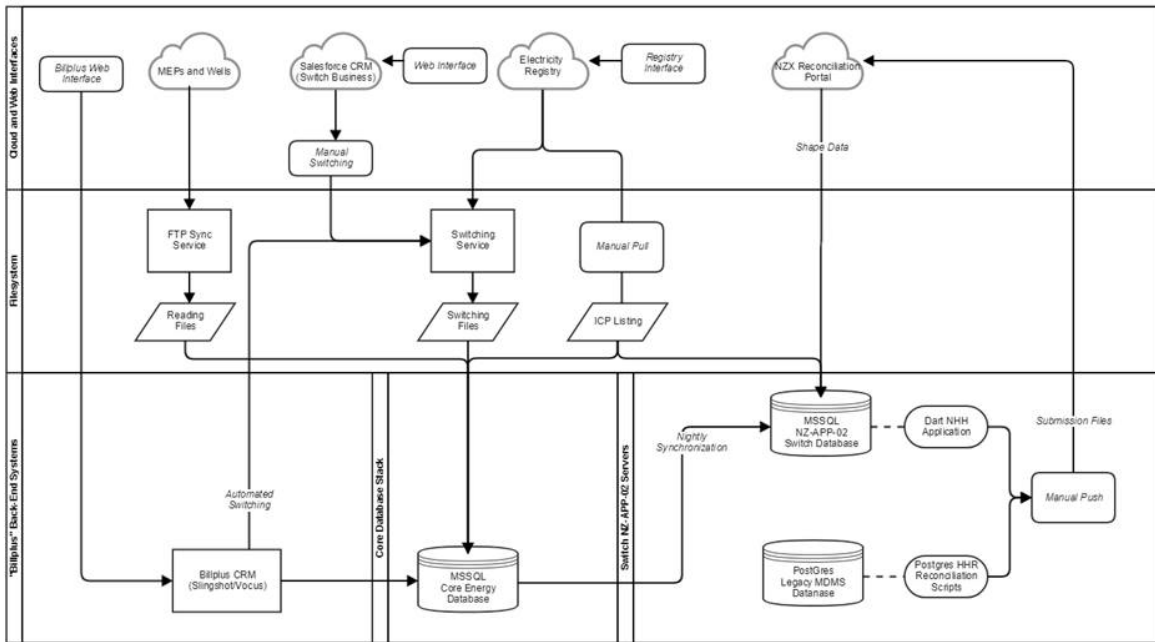 Cloud and Web Interfaces
Billplus Web
Interface
MEPs and Wells
Salesforce CRM
(Switch Business)
Web Interface
Electricity
Registry
Registry
Interface
NZX Reconciliation
Portal
Manual
Switching
Shape Data
Filesystem
FTP Sync
Service
Switching
Service
Manual Pull
Reading
Files
Switching
Files
ICP Listing
"Billplus" Back-End Systems
Automated
Switching
Billplus CRM
(Slingshot/Vocus)
Core Database Stack
MSSQL
Core Energy
Database
Switch NZ-APP-02 Servers
Nightly
Synchronization
MSSQL
NZ-APP-02
Switch Database
Dart NHH
Application
Submission Files
Manual Push
PostGres
Legacy MDMS
Datanase
Postgres HHR
Reconciliation
Scripts